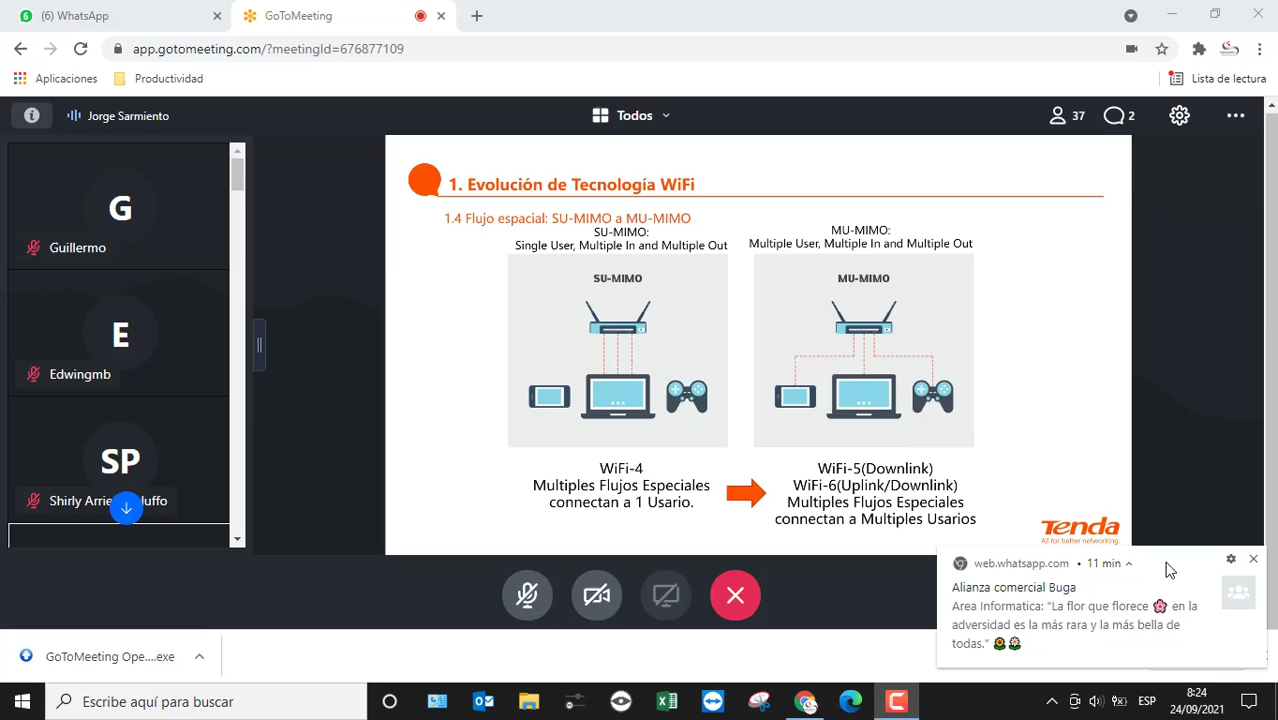 6
(6) WhatsApp
GoToMeeting
app.gotomeeting.com/?meetingId=676877109
Aplicaciones
Productividad
Lista de lectura
Jorge Sarmiento
Todos
37
2
G
Guillermo
E
Edwingmb
SP
Shirly Arrie
luffo
1. Evolución de Tecnología WiFi
1.4 Flujo espacial: SU-MIMO a MU-MIMO
SU-MIMO:
Single User, Multiple In and Multiple Out
MU-MIMO:
Multiple User, Multiple In and Multiple Out
SU-MIMO
MU-MIMO
WiFi-4
Multiples Flujos Especiales
connectan a 1 Usario.
WiFi-5(Downlink)
WiFi-6(Uplink/Downlink)
Multiples Flujos Especiales
connectan a Multiples Usarios
Tenda
All for better networking.
web.whatsapp.com • 11 min
Alianza comercial Buga
Area Informatica: “La flor que florece 🌸 en la
adversidad es la más rara y la más bella de
todas.” 🌻🌼
GoToMeeting Ope....exe
Escribe aquí para buscar
ESP
8:24
24/09/2021